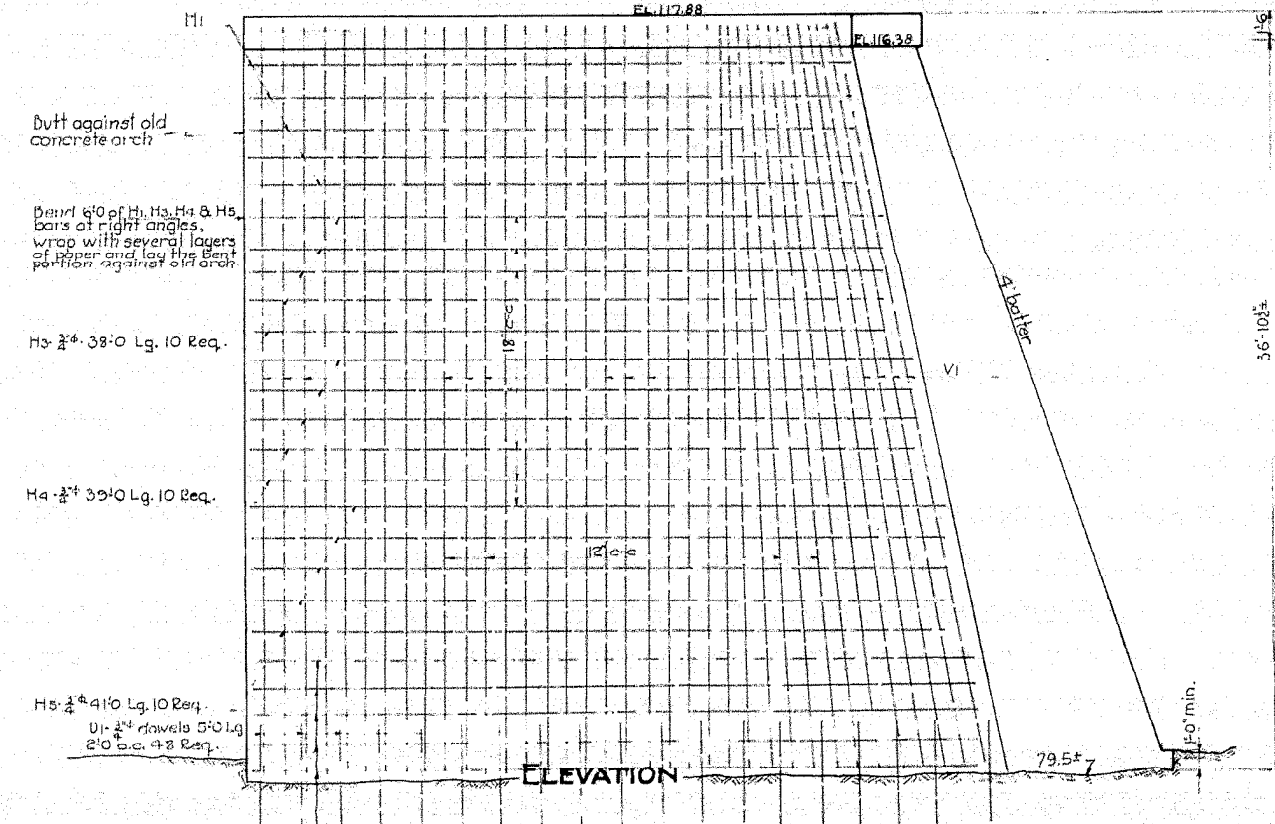 H1
EL.117.88
EL.116.38
1'-6
Butt against old
concrete arch
Bend 6'0 of H1, H3, H4 & H5
bars at right angles,
wrap with several layers
of paper and lay the bent
portion against old arch
H3-¾"ϕ-38'-0 Lg. 10 Req.
18" c-c
4" batter
36'-10½"±
V1
H4-¾"ϕ 39'-0 Lg. 10 Req.
12" c-c
H5-¾"ϕ 41'-0 Lg. 10 Req.
D1-¾"ϕ dowels 5'-0 Lg
2'0 o.c. 48 Req.
1'-0" min.
79.5±
ELEVATION